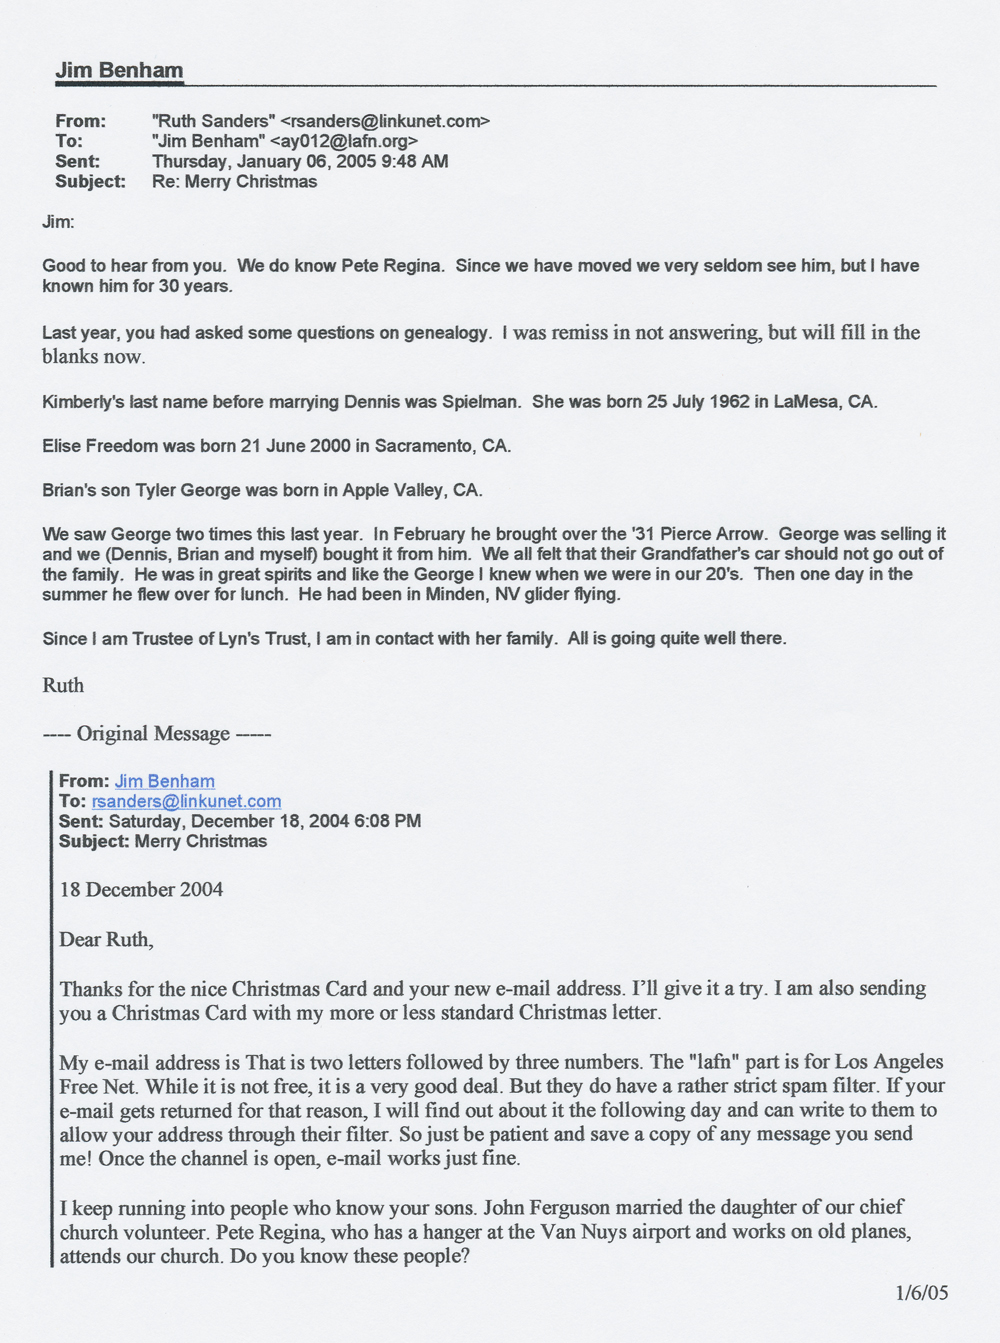 Jim Benham
From: "Ruth Sanders" <rsanders@linkunet.com>
To: "Jim Benham" <ay012@lafn.org>
Sent: Thursday, January 06, 2005 9:48 AM
Subject: Re: Merry Christmas
Jim:
Good to hear from you. We do know Pete Regina. Since we have moved we very seldom see him, but I have
known him for 30 years.
Last year, you had asked some questions on genealogy. I was remiss in not answering, but will fill in the
blanks now.
Kimberly's last name before marrying Dennis was Spielman. She was born 25 July 1962 in LaMesa, CA.
Elise Freedom was born 21 June 2000 in Sacramento, CA.
Brian's son Tyler George was born in Apple Valley, CA.
We saw George two times this last year. In February he brought over the '31 Pierce Arrow. George was selling it
and we (Dennis, Brian and myself) bought it from him. We all felt that their Grandfather's car should not go out of
the family. He was in great spirits and like the George I knew when we were in our 20's. Then one day in the
summer he flew over for lunch. He had been in Minden, NV glider flying.
Since I am Trustee of Lyn's Trust, I am in contact with her family. All is going quite well there.
Ruth
---- Original Message -----
From: Jim Benham
To: rsanders@linkunet.com
Sent: Saturday, December 18, 2004 6:08 PM
Subject: Merry Christmas
18 December 2004
Dear Ruth,
Thanks for the nice Christmas Card and your new e-mail address. I'll give it a try. I am also sending
you a Christmas Card with my more or less standard Christmas letter.
My e-mail address is That is two letters followed by three numbers. The "lafn" part is for Los Angeles
Free Net. While it is not free, it is a very good deal. But they do have a rather strict spam filter. If your
e-mail gets returned for that reason, I will find out about it the following day and can write to them to
allow your address through their filter. So just be patient and save a copy of any message you send
me! Once the channel is open, e-mail works just fine.
I keep running into people who know your sons. John Ferguson married the daughter of our chief
church volunteer. Pete Regina, who has a hanger at the Van Nuys airport and works on old planes,
attends our church. Do you know these people?
1/6/05